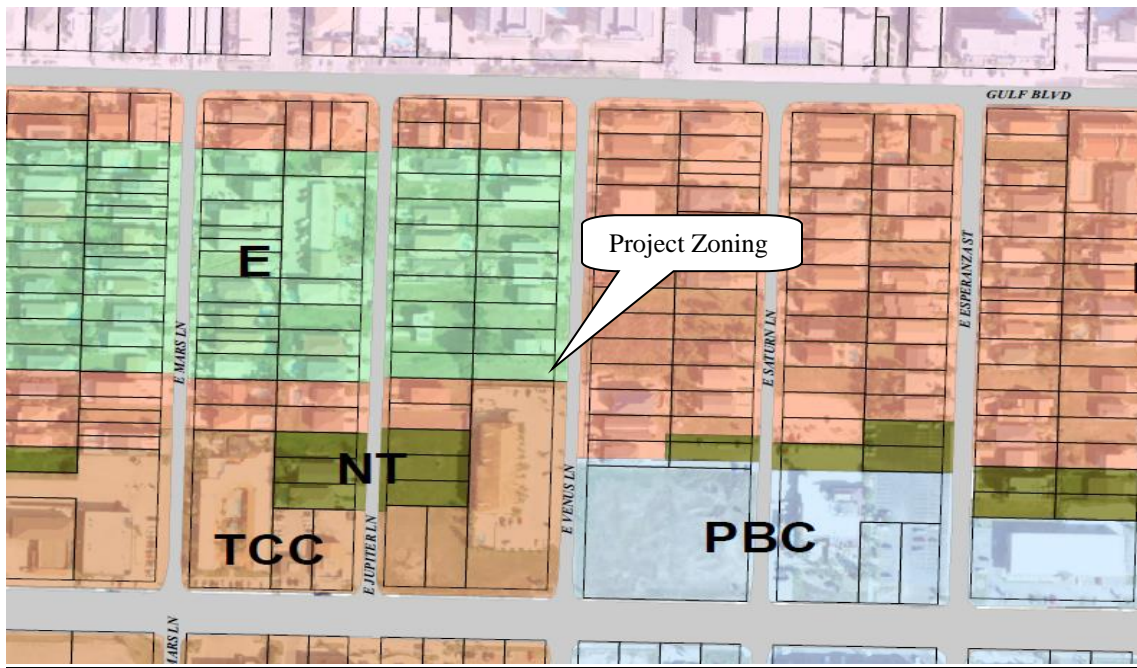 GULF BLVD
Project Zoning
E
E MARS LN
E SATURN LN
E ESPERANZA ST
NT
E JUPITER LN
E VENUS LN
TCC
PBC
MARS LN